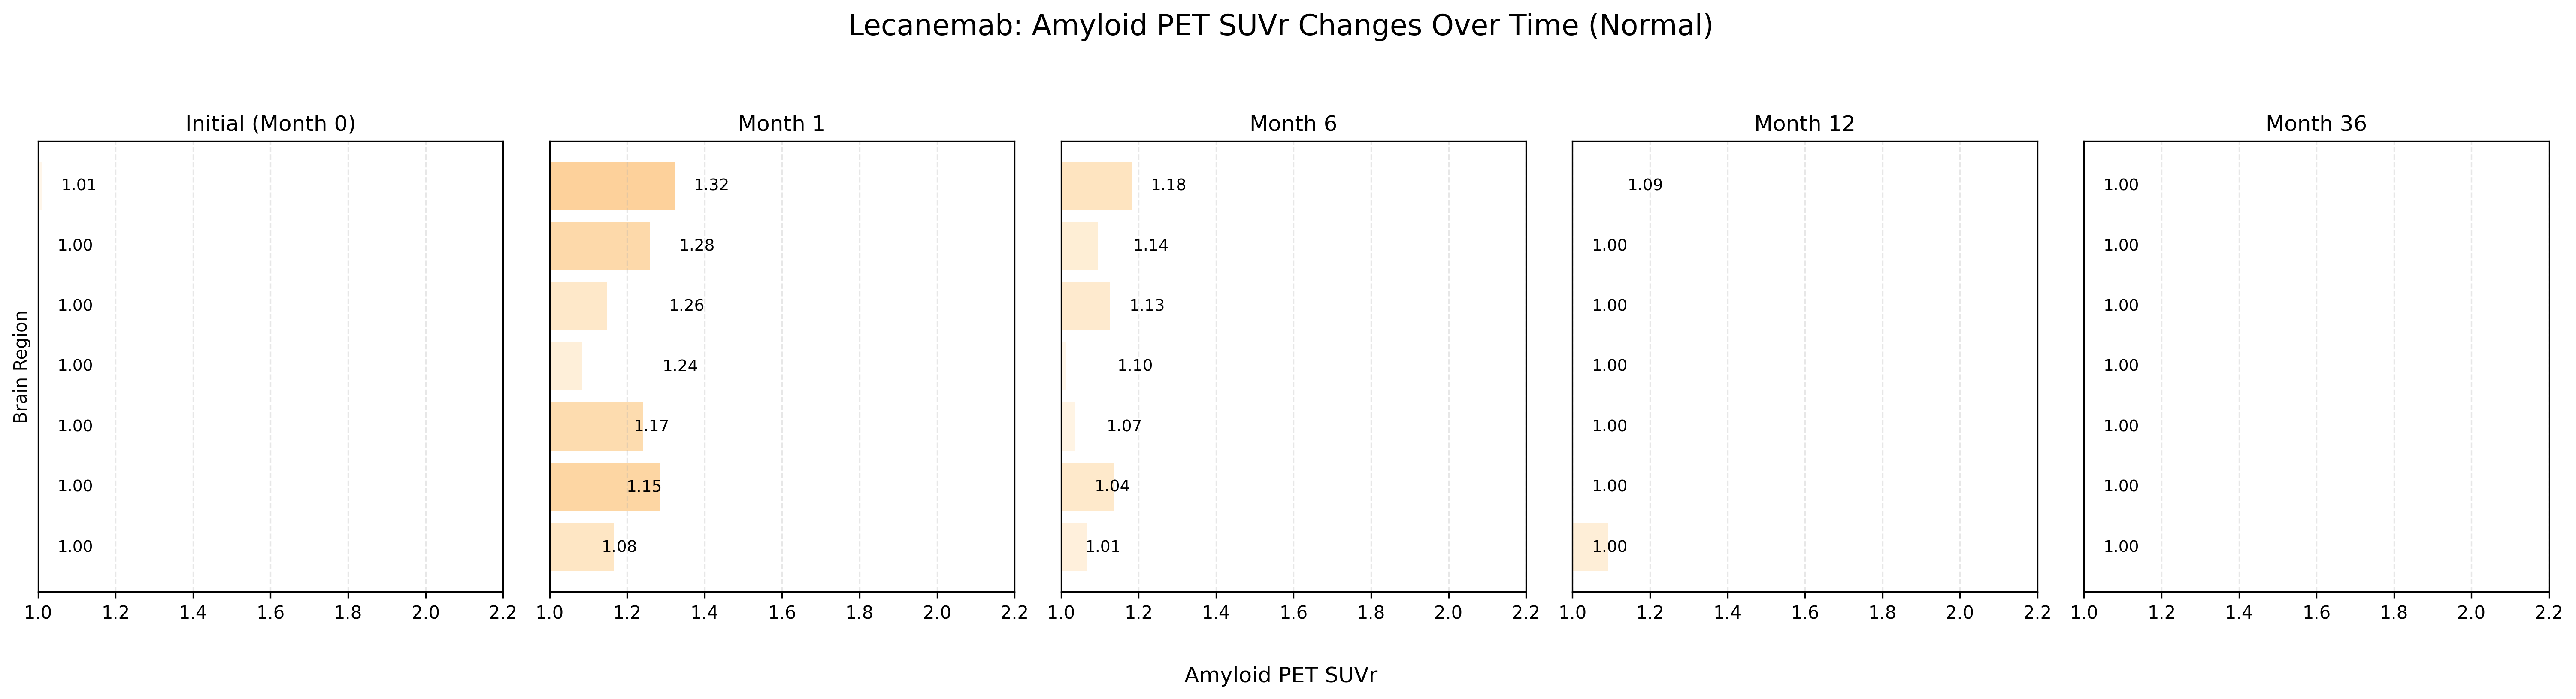 Lecanemab: Amyloid PET SUVr Changes Over Time (Normal)
Initial (Month 0)
Month 1
Month 6
Month 12
Month 36
Brain Region
1.01
1.00
1.00
1.00
1.00
1.00
1.00
1.0 1.2 1.4 1.6 1.8 2.0 2.2
1.32
1.28
1.26
1.24
1.17
1.15
1.08
1.0 1.2 1.4 1.6 1.8 2.0 2.2
1.18
1.14
1.13
1.10
1.07
1.04
1.01
1.0 1.2 1.4 1.6 1.8 2.0 2.2
1.09
1.00
1.00
1.00
1.00
1.00
1.00
1.0 1.2 1.4 1.6 1.8 2.0 2.2
1.00
1.00
1.00
1.00
1.00
1.00
1.00
1.0 1.2 1.4 1.6 1.8 2.0 2.2
Amyloid PET SUVr